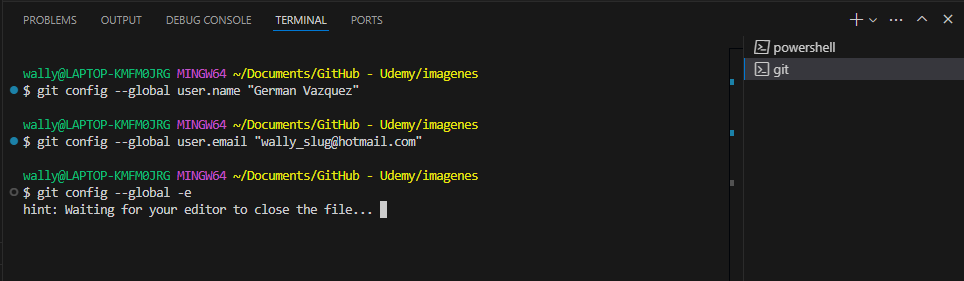 PROBLEMS OUTPUT DEBUG CONSOLE TERMINAL PORTS
powershell
git
wally@LAPTOP-KMFM0JRG MINGW64 ~/Documents/GitHub - Udemy/imagenes
$ git config --global user.name "German Vazquez"
wally@LAPTOP-KMFM0JRG MINGW64 ~/Documents/GitHub - Udemy/imagenes
$ git config --global user.email "wally_slug@hotmail.com"
wally@LAPTOP-KMFM0JRG MINGW64 ~/Documents/GitHub - Udemy/imagenes
$ git config --global -e
hint: Waiting for your editor to close the file...